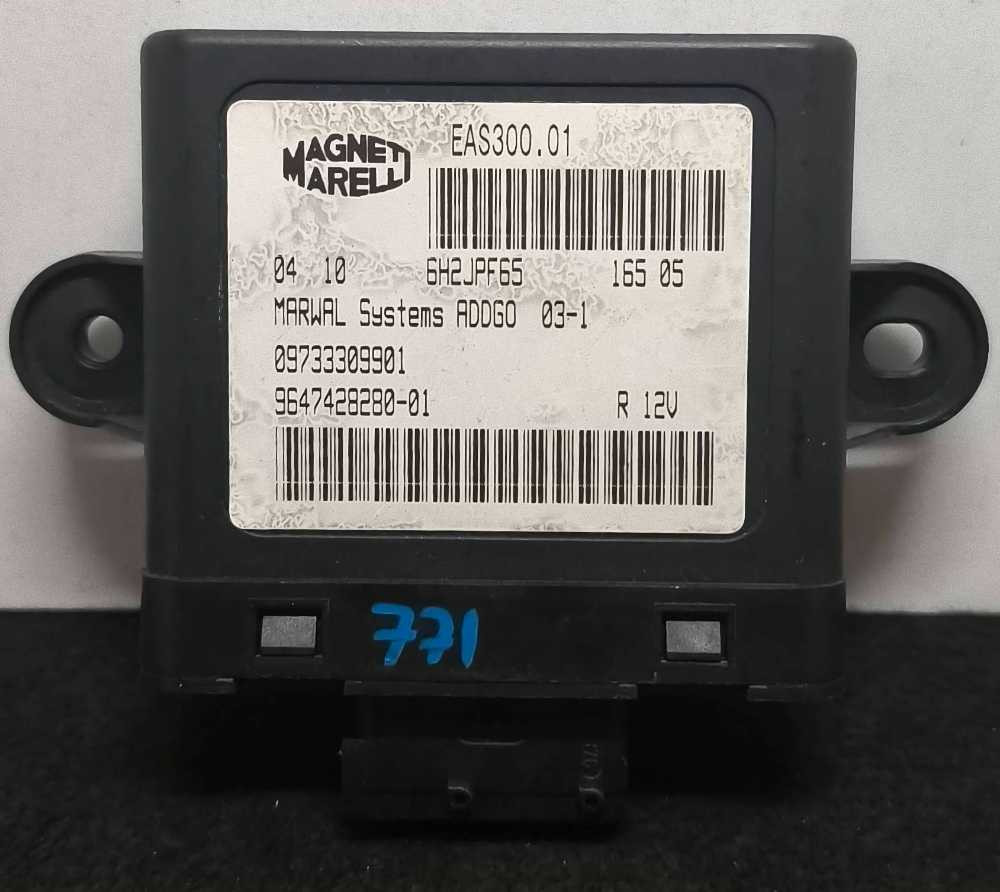 MAGNETI
MARELLI
EAS300.01
04 10 6H2JPF65 165 05
MARWAL Systems ADDGO 03-1
09733309901
9647428280-01 R 12V
771